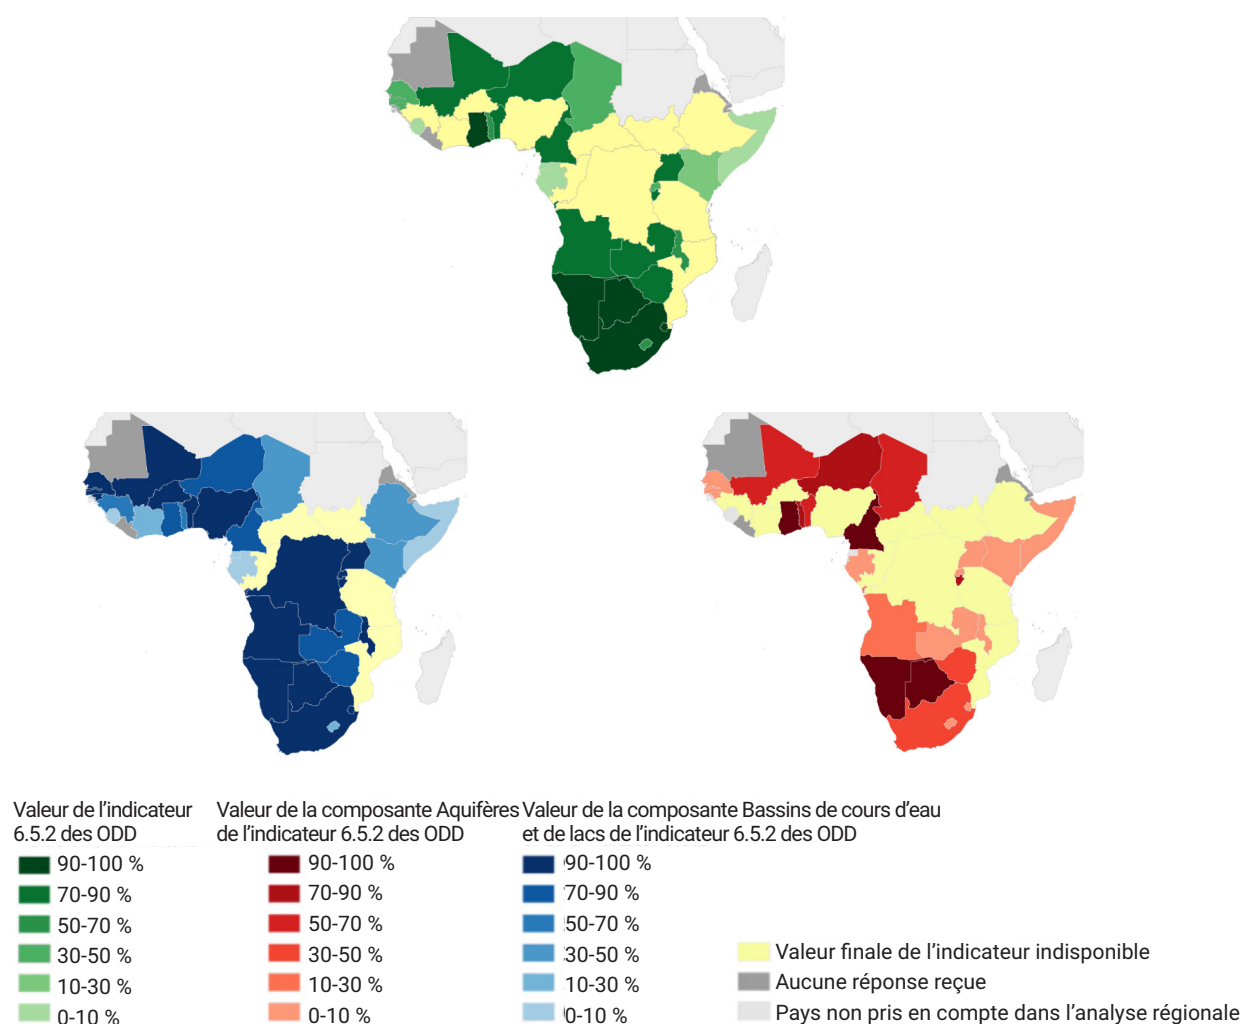 Valeur de l'indicateur
6.5.2 des ODD
90-100 %
70-90 %
50-70 %
30-50 %
10-30 %
0-10 %
Valeur de la composante Aquifères
de l'indicateur 6.5.2 des ODD
90-100 %
70-90 %
50-70 %
30-50 %
10-30 %
0-10 %
Valeur de la composante Bassins de cours d'eau
et de lacs de l'indicateur 6.5.2 des ODD
90-100 %
70-90 %
50-70 %
30-50 %
10-30 %
0-10 %
Valeur finale de l'indicateur indisponible
Aucune réponse reçue
Pays non pris en compte dans l'analyse régionale